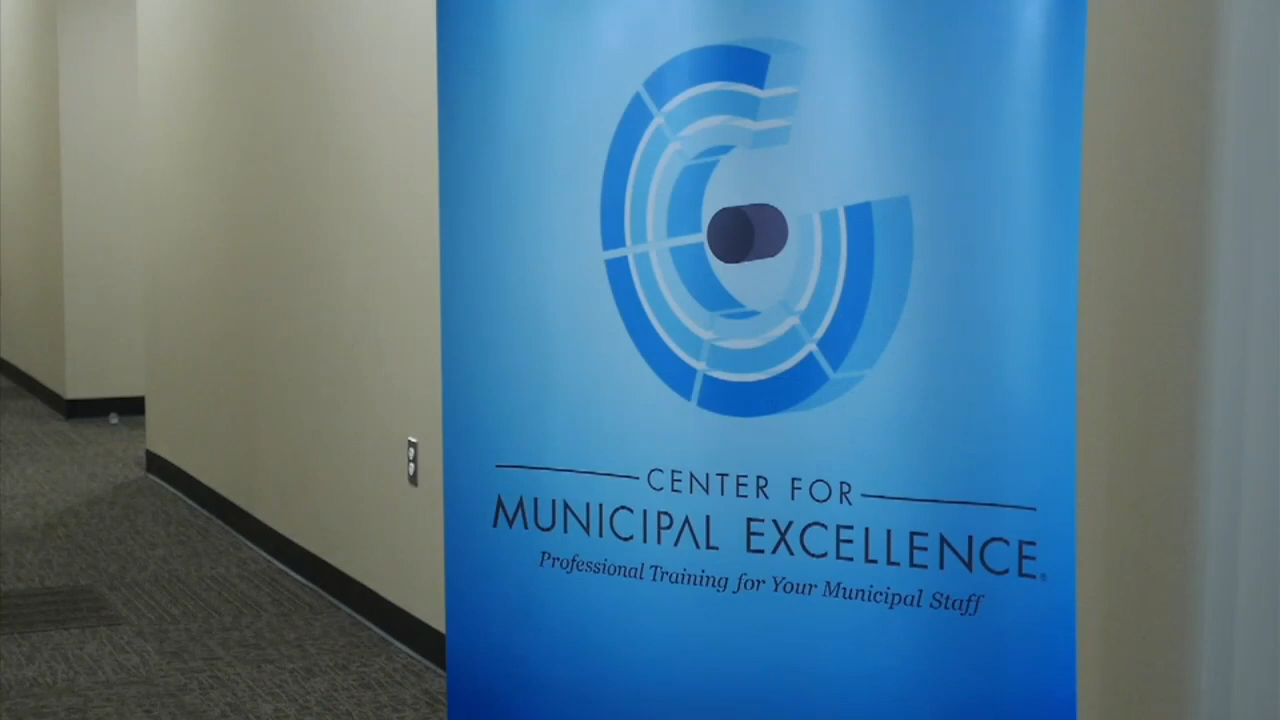 CENTER FOR
MUNICIPAL EXCELLENCE®
Professional Training for Your Municipal Staff